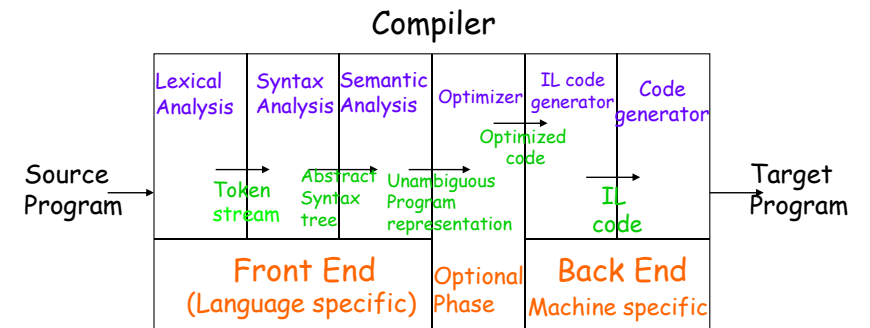 Compiler
Lexical
Analysis
Syntax
Analysis
Semantic
Analysis
Optimizer
IL code
generator
Code
generator
Source
Program
Token
stream
Abstract
Syntax
tree
Unambiguous
Program
representation
Optimized
code
IL
code
Target
Program
Front End
(Language specific)
Optional
Phase
Back End
Machine specific